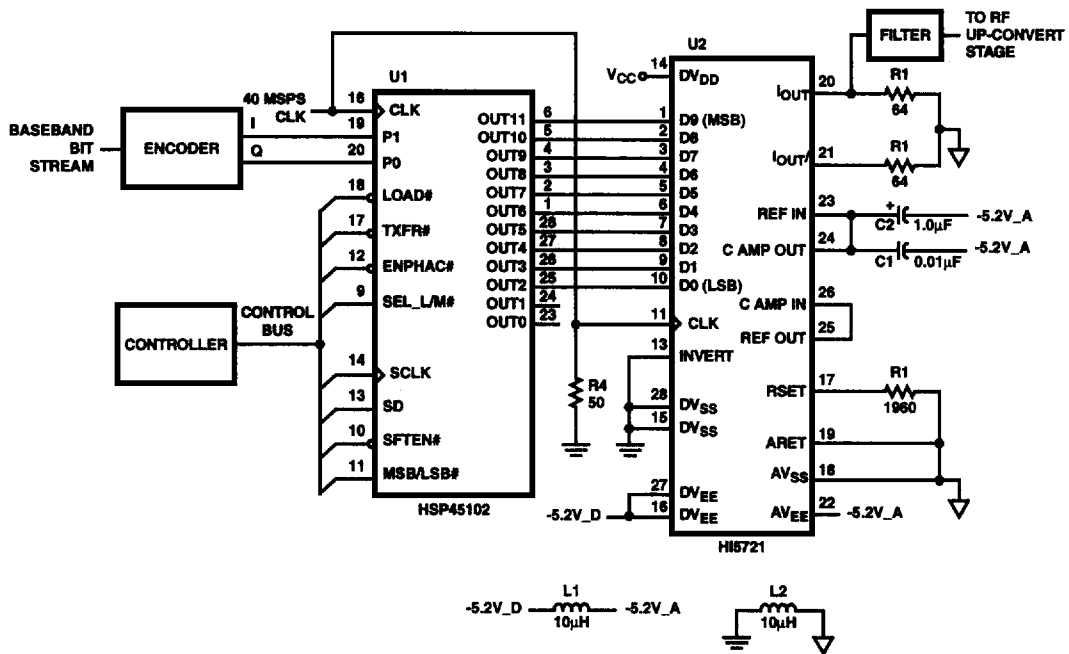 BASEBAND
BIT
STREAM
ENCODER
I
Q
40 MSPS
CLK
CONTROLLER
CONTROL
BUS
U1
16
CLK
19
P1
20
P0
18
LOAD#
17
TXFR#
12
ENPHAC#
9
SEL_L/M#
14
SCLK
13
SD
10
SFTEN#
11
MSB/LSB#
OUT11
6
OUT10
5
OUT9
4
OUT8
3
OUT7
2
OUT6
1
OUT5
28
OUT4
27
OUT3
26
OUT2
25
OUT1
24
OUT0
23
HSP45102
R4
50
U2
VCC
14
DVDD
1
D9 (MSB)
2
D8
3
D7
4
D6
5
D5
6
D4
7
D3
8
D2
9
D1
10
D0 (LSB)
11
CLK
13
INVERT
28
DVSS
15
DVSS
27
DVEE
-5.2V_D
16
DVEE
20
IOUT
R1
64
21
IOUT/
R1
64
23
REF IN
+
C2
1.0µF
-5.2V_A
24
C AMP OUT
C1
0.01µF
-5.2V_A
26
C AMP IN
25
REF OUT
17
RSET
R1
1960
19
ARET
18
AVSS
22
AVEE
-5.2V_A
HI5721
FILTER
TO RF
UP-CONVERT
STAGE
-5.2V_D
L1
10µH
-5.2V_A
L2
10µH